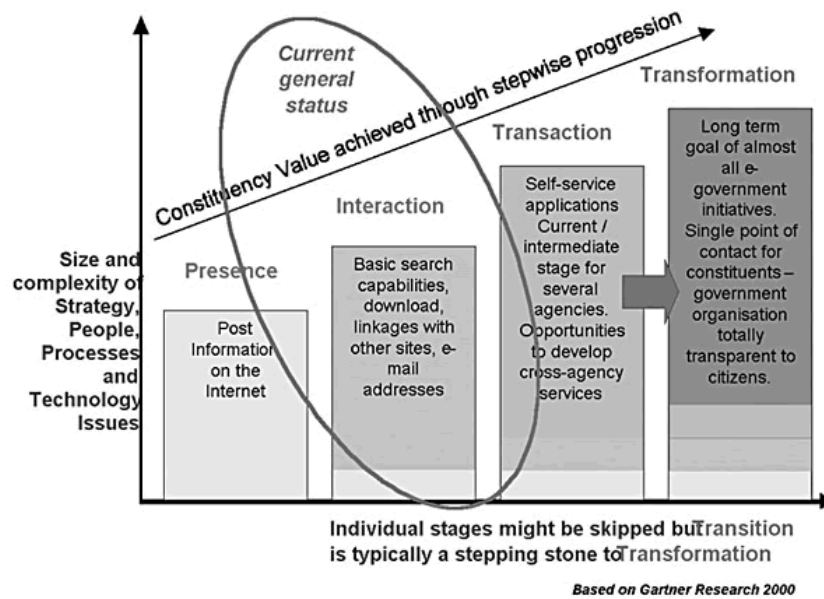 Current
general
status
Constituency Value achieved through stepwise progression
Transformation
Transaction
Interaction
Presence
Size and
complexity of
Strategy,
People,
Processes
and
Technology
Issues
Post
Information
on the
Internet
Basic search
capabilities,
download,
linkages with
other sites, e-
mail
addresses
Self-service
applications
Current /
intermediate
stage for
several
agencies.
Opportunities
to develop
cross-agency
services
Long term
goal of almost
all e-
government
initiatives.
Single point of
contact for
constituents –
government
organisation
totally
transparent to
citizens.
Individual stages might be skipped but Transition
is typically a stepping stone to Transformation
Based on Gartner Research 2000